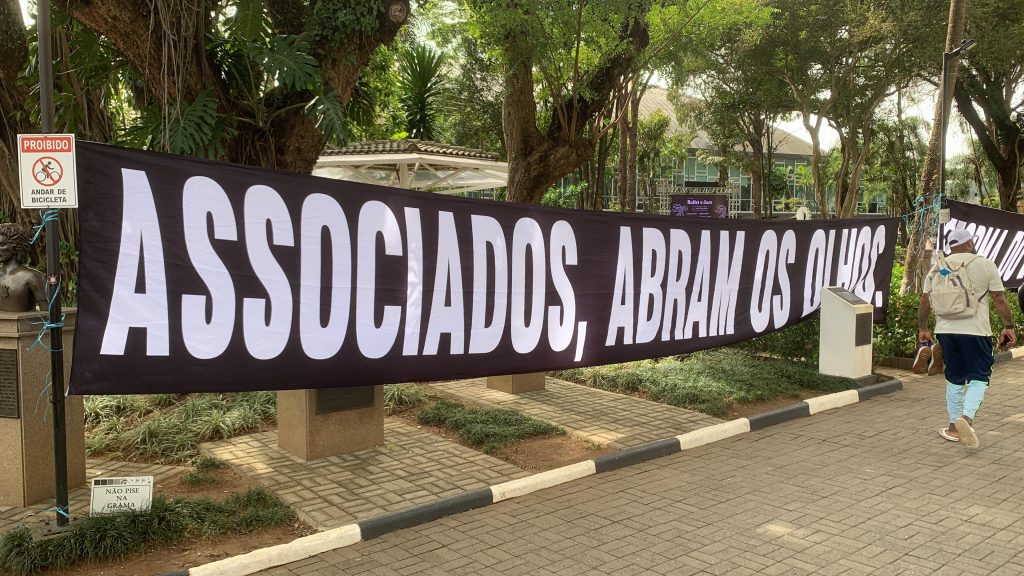 PROIBIDO
ANDAR DE
BICICLETA
ASSOCIADOS, ABRAM OS OLHOS.
NÃO PISE
NA
GRAMA
Ballet e Jazz